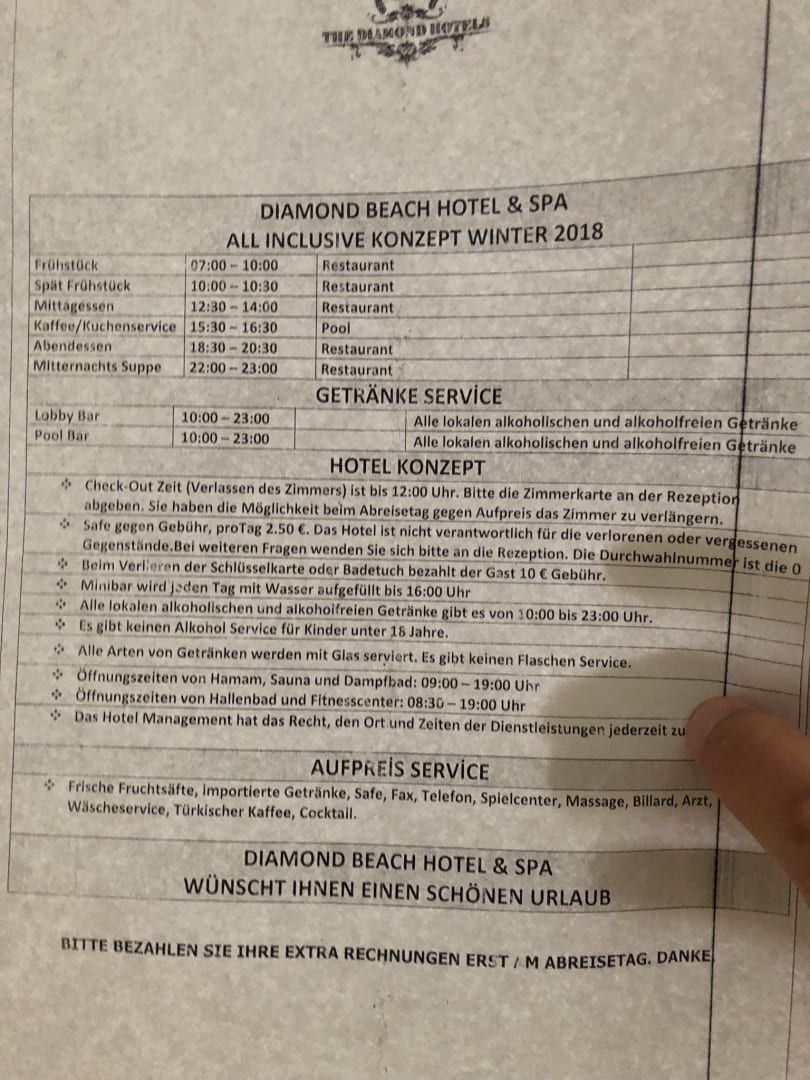 THE DIAMOND HOTELS
DIAMOND BEACH HOTEL & SPA
ALL INCLUSIVE KONZEPT WINTER 2018
Frühstück 07:00 – 10:00 Restaurant
Spät Frühstück 10:00 – 10:30 Restaurant
Mittagessen 12:30 – 14:00 Restaurant
Kaffee/Kuchenservice 15:30 – 16:30 Pool
Abendessen 18:30 – 20:30 Restaurant
Mitternachts Suppe 22:00 – 23:00 Restaurant
GETRÄNKE SERVİCE
Lobby Bar 10:00 – 23:00 Alle lokalen alkoholischen und alkoholfreien Getränke
Pool Bar 10:00 – 23:00 Alle lokalen alkoholischen und alkoholfreien Getränke
HOTEL KONZEPT
❖ Check-Out Zeit (Verlassen des Zimmers) ist bis 12:00 Uhr. Bitte die Zimmerkarte an der Rezeption
abgeben. Sie haben die Möglichkeit beim Abreisetag gegen Aufpreis das Zimmer zu verlängern.
❖ Safe gegen Gebühr, proTag 2.50 €. Das Hotel ist nicht verantwortlich für die verlorenen oder vergessenen
Gegenstände.Bei weiteren Fragen wenden Sie sich bitte an die Rezeption. Die Durchwahlnummer ist die 0
❖ Beim Verlieren der Schlüsselkarte oder Badetuch bezahlt der Gast 10 € Gebühr.
❖ Minibar wird jeden Tag mit Wasser aufgefüllt bis 16:00 Uhr
❖ Alle lokalen alkoholischen und alkoholfreien Getränke gibt es von 10:00 bis 23:00 Uhr.
❖ Es gibt keinen Alkohol Service für Kinder unter 18 Jahre.
❖ Alle Arten von Getränken werden mit Glas serviert. Es gibt keinen Flaschen Service.
❖ Öffnungszeiten von Hamam, Sauna und Dampfbad: 09:00 – 19:00 Uhr
❖ Öffnungszeiten von Hallenbad und Fitnesscenter: 08:30 – 19:00 Uhr
❖ Das Hotel Management hat das Recht, den Ort und Zeiten der Dienstleistungen jederzeit zu
AUFPREİS SERVİCE
❖ Frische Fruchtsäfte, importierte Getränke, Safe, Fax, Telefon, Spielcenter, Massage, Billard, Arzt,
Wäscheservice, Türkischer Kaffee, Cocktail.
DIAMOND BEACH HOTEL & SPA
WÜNSCHT IHNEN EINEN SCHÖNEN URLAUB
BITTE BEZAHLEN SIE IHRE EXTRA RECHNUNGEN ERST / M ABREISETAG. DANKE